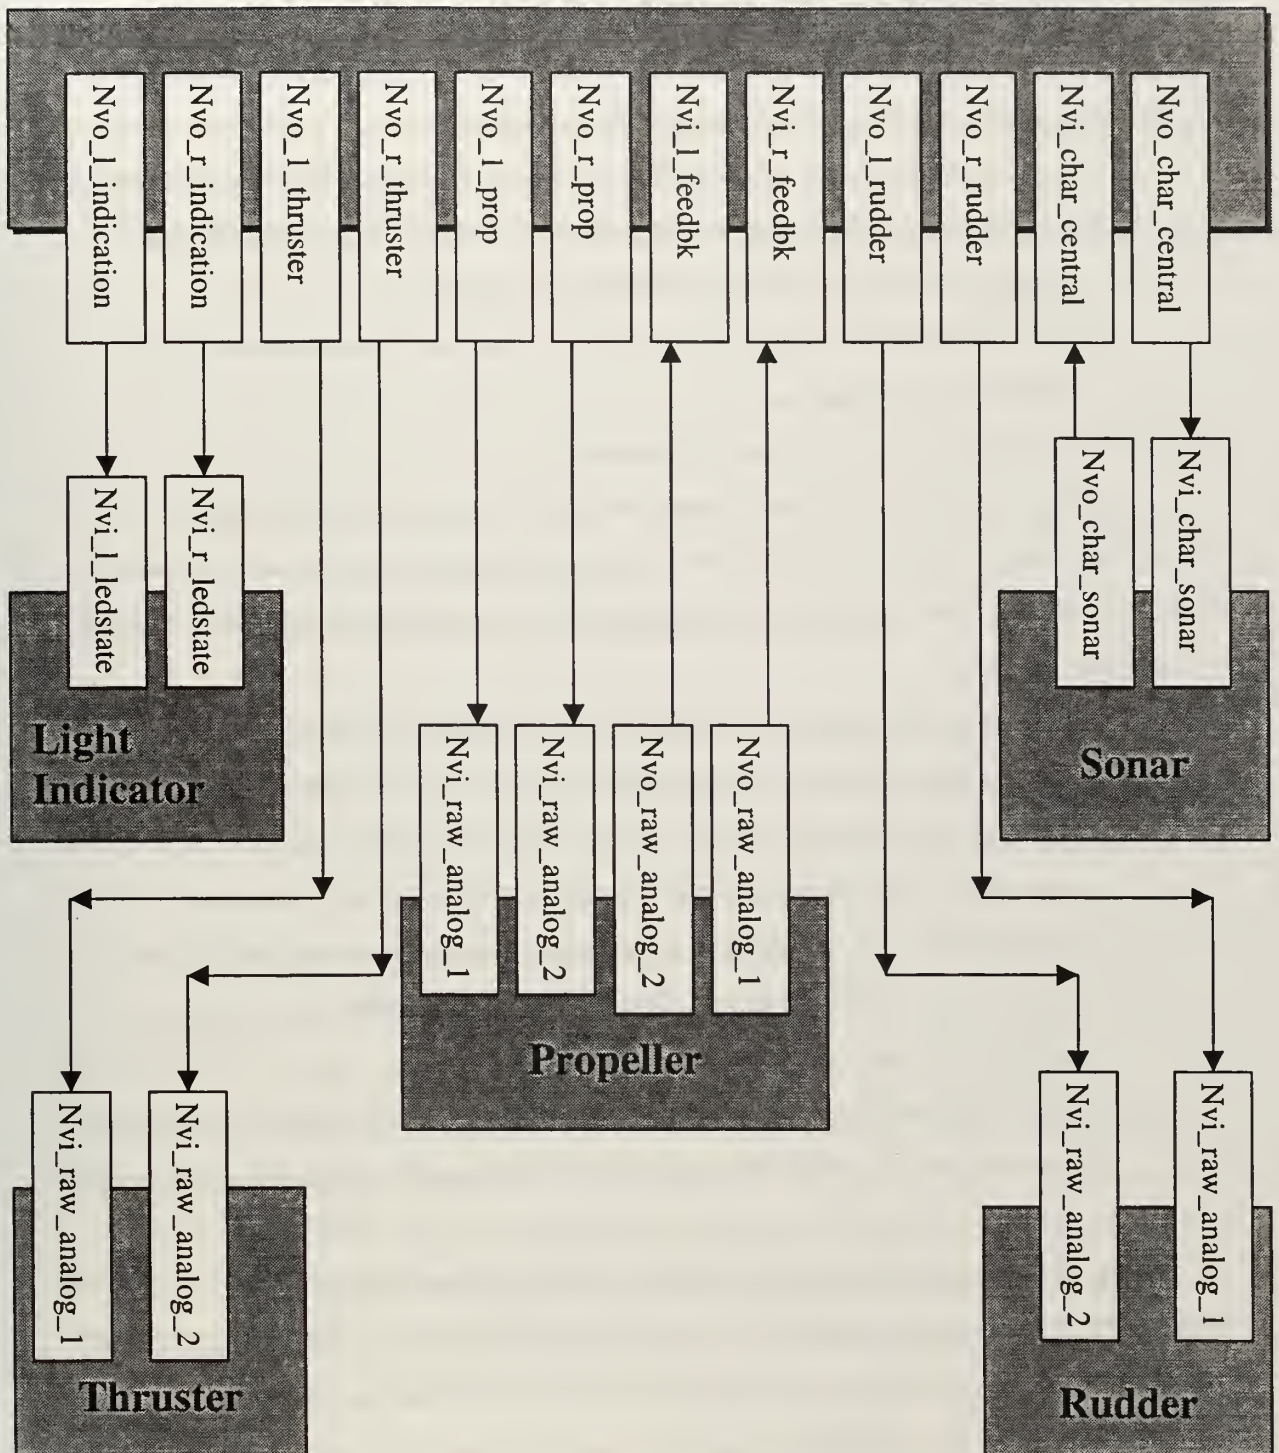 Nvo_l_indication
Nvo_r_indication
Nvo_l_thruster
Nvo_r_thruster
Nvo_l_prop
Nvo_r_prop
Nvi_l_feedbk
Nvi_r_feedbk
Nvo_l_rudder
Nvo_r_rudder
Nvi_char_central
Nvo_char_central
Nvi_l_ledstate
Nvi_r_ledstate
Light
Indicator
Nvo_char_sonar
Nvi_char_sonar
Sonar
Nvi_raw_analog_1
Nvi_raw_analog_2
Nvo_raw_analog_2
Nvo_raw_analog_1
Propeller
Nvi_raw_analog_1
Nvi_raw_analog_2
Thruster
Nvi_raw_analog_2
Nvi_raw_analog_1
Rudder